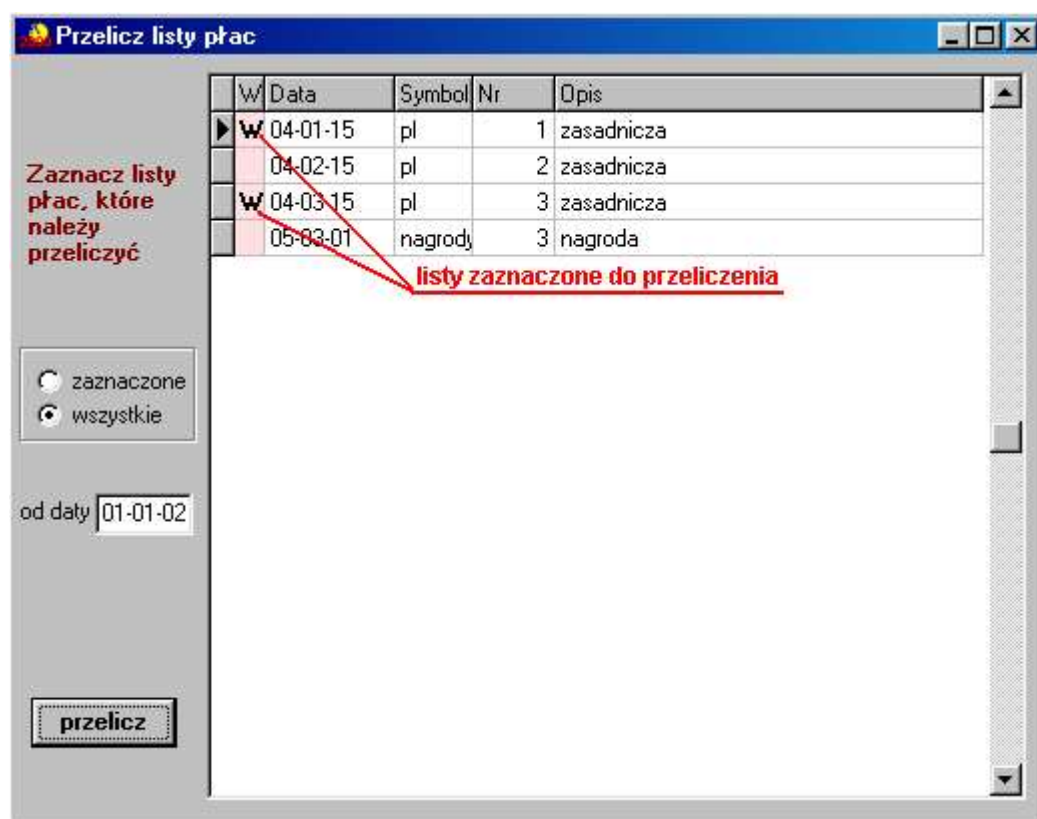 Przelicz listy płac
W Data Symbol Nr Opis
W 04-01-15 pl 1 zasadnicza
04-02-15 pl 2 zasadnicza
W 04-03-15 pl 3 zasadnicza
05-03-01 nagrody 3 nagroda
listy zaznaczone do przeliczenia
Zaznacz listy
płac, które
należy
przeliczyć
zaznaczone
wszystkie
od daty 01-01-02
przelicz